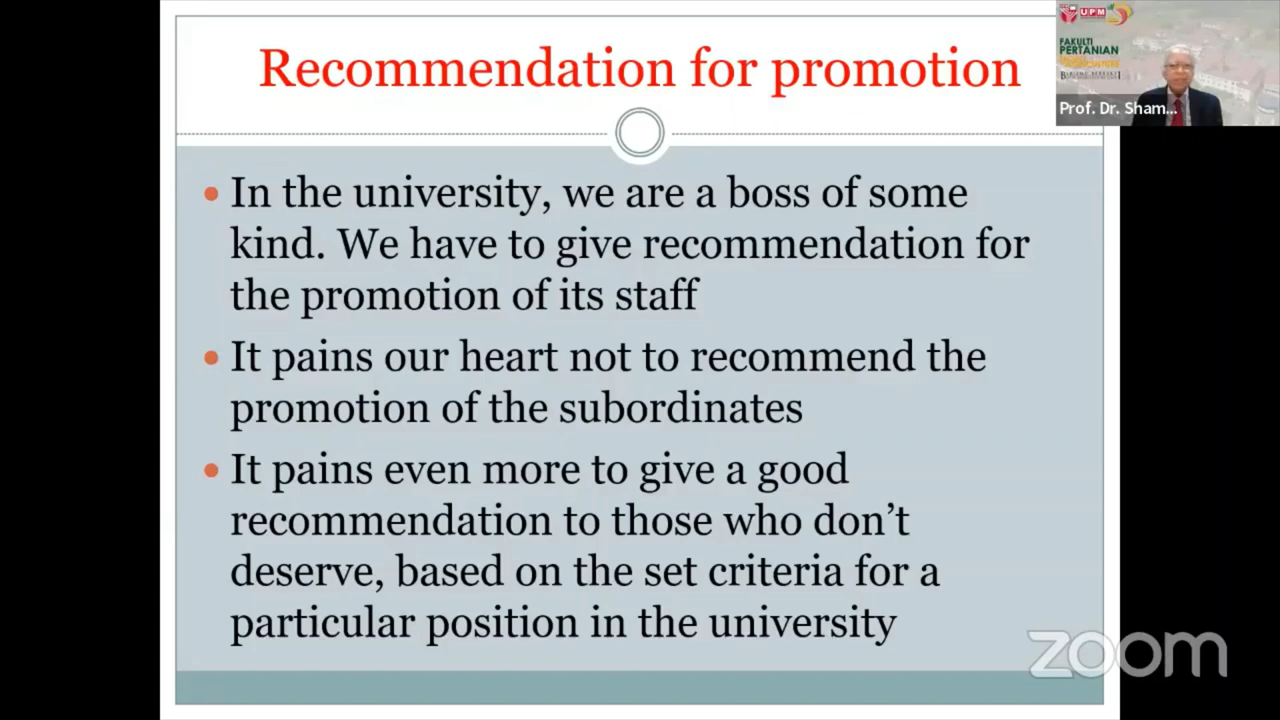 Recommendation for promotion
• In the university, we are a boss of some
kind. We have to give recommendation for
the promotion of its staff
• It pains our heart not to recommend the
promotion of the subordinates
• It pains even more to give a good
recommendation to those who don't
deserve, based on the set criteria for a
particular position in the university
UPM
FAKULTI
PERTANIAN
Prof. Dr. Sham...
zoom